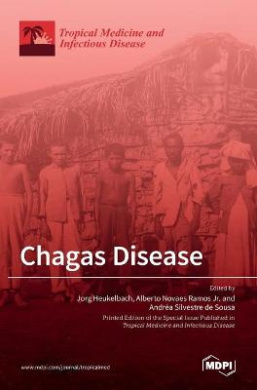 Tropical Medicine and
Infectious Disease
Chagas Disease
Edited by
Jorg Heukelbach, Alberto Novaes Ramos Jr. and
Andréa Silvestre de Sousa
Printed Edition of the Special Issue Published in
Tropical Medicine and Infectious Disease
www.mdpi.com/journal/tropicalmed
MDPI